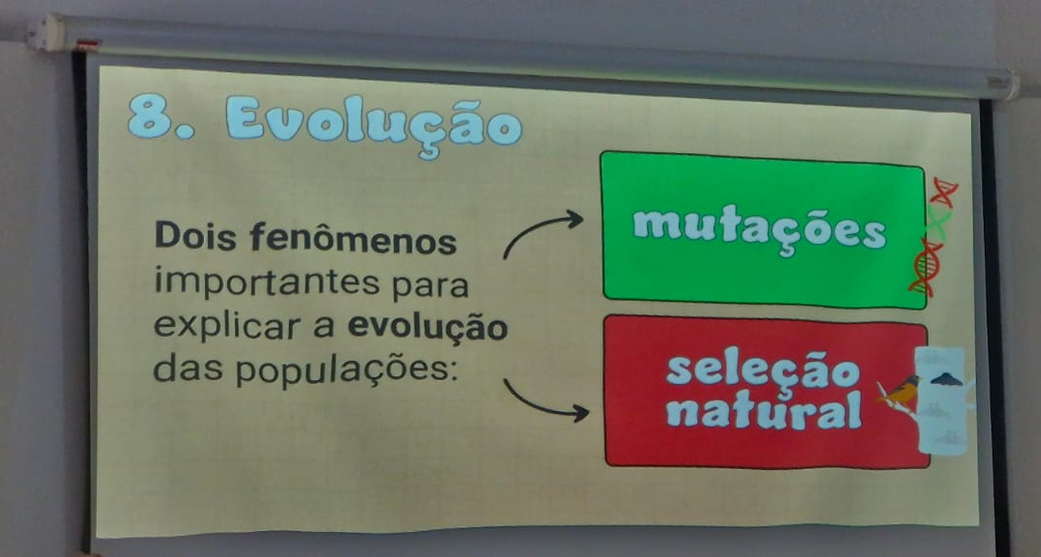 8. Evolução
Dois fenômenos
importantes para
explicar a evolução
das populações:
mutações
seleção
natural